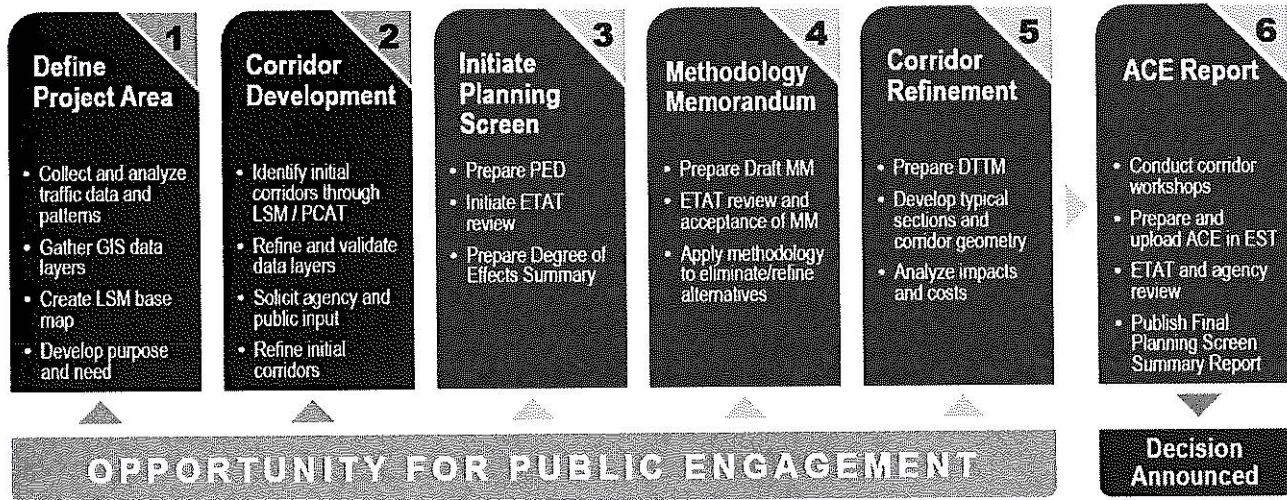 1
Define
Project Area
• Collect and analyze
traffic data and
patterns
• Gather GIS data
layers
• Create LSM base
map
• Develop purpose
and need
2
Corridor
Development
• Identify initial
corridors through
LSM / PCAT
• Refine and validate
data layers
• Solicit agency and
public input
• Refine initial
corridors
3
Initiate
Planning
Screen
• Prepare PED
• Initiate ETAT
review
• Prepare Degree of
Effects Summary
4
Methodology
Memorandum
• Prepare Draft MM
• ETAT review and
acceptance of MM
• Apply methodology
to eliminate/refine
alternatives
5
Corridor
Refinement
• Prepare DTTM
• Develop typical
sections and
corridor geometry
• Analyze impacts
and costs
6
ACE Report
• Conduct corridor
workshops
• Prepare and
upload ACE in EST
• ETAT and agency
review
• Publish Final
Planning Screen
Summary Report
OPPORTUNITY FOR PUBLIC ENGAGEMENT
Decision
Announced